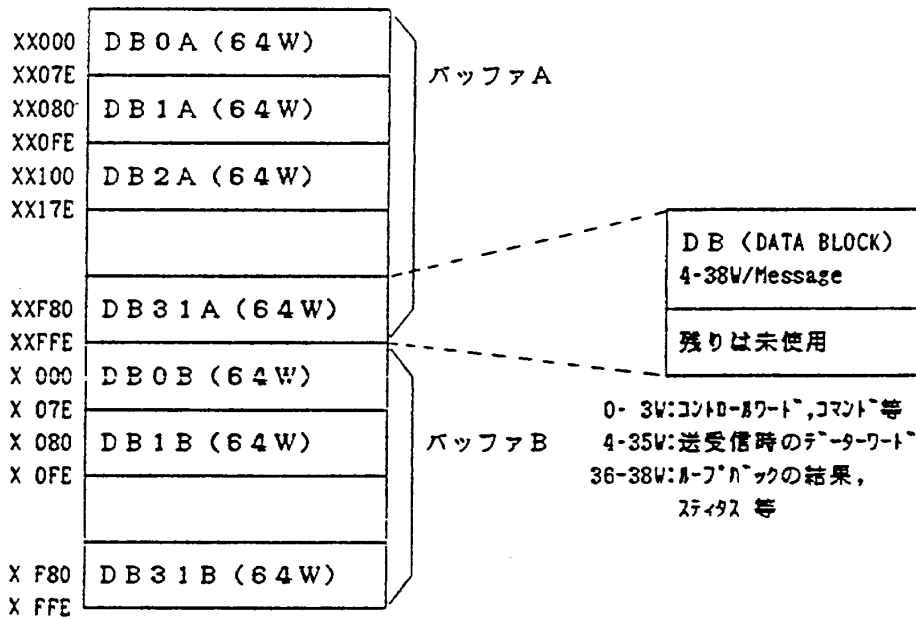 XX000 DB0A (64W)
XX07E
バッファA
XX080 DB1A (64W)
XX0FE
XX100 DB2A (64W)
XX17E
XXF80 DB31A (64W)
XXFFE
X 000 DB0B (64W)
X 07E
X 080 DB1B (64W)
バッファB
X 0FE
X F80 DB31B (64W)
X FFE
DB (DATA BLOCK)
4-38W/Message
残りは未使用
0- 3W:コントロールワード,コマンド等
4-35W:送受信時のデーターワード
36-38W:ループバックの結果,
スティタス 等